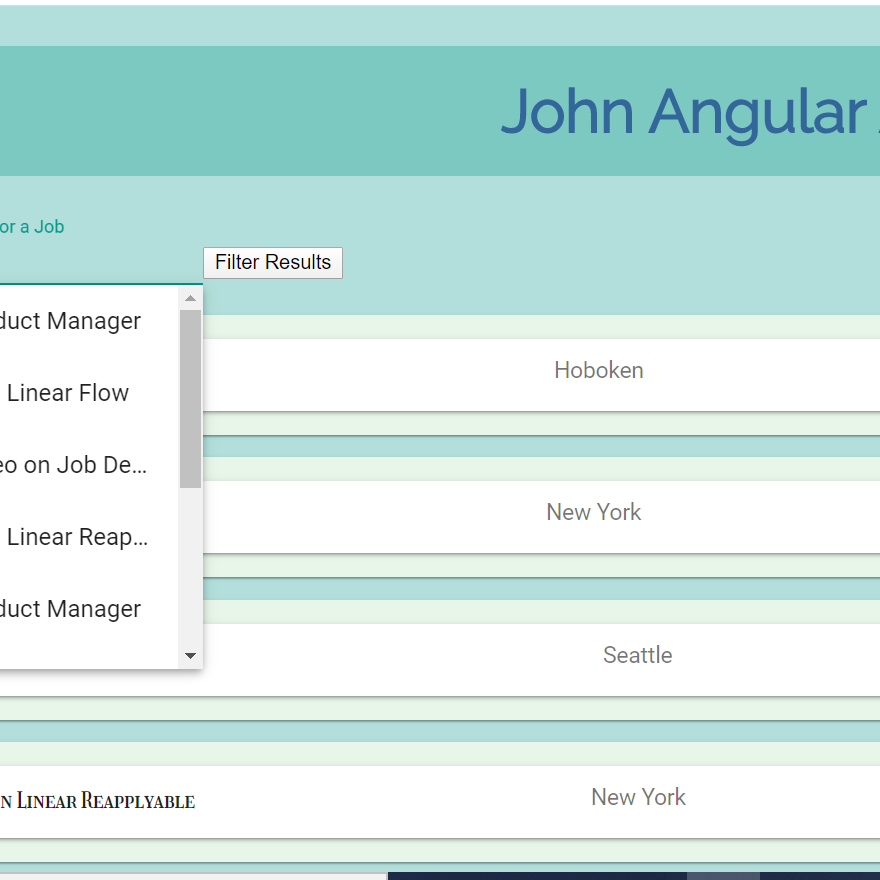 John Angular
or a Job
Filter Results
duct Manager
Linear Flow
eo on Job De...
Linear Reap...
duct Manager
Hoboken
New York
Seattle
n Linear Reapplyable
New York